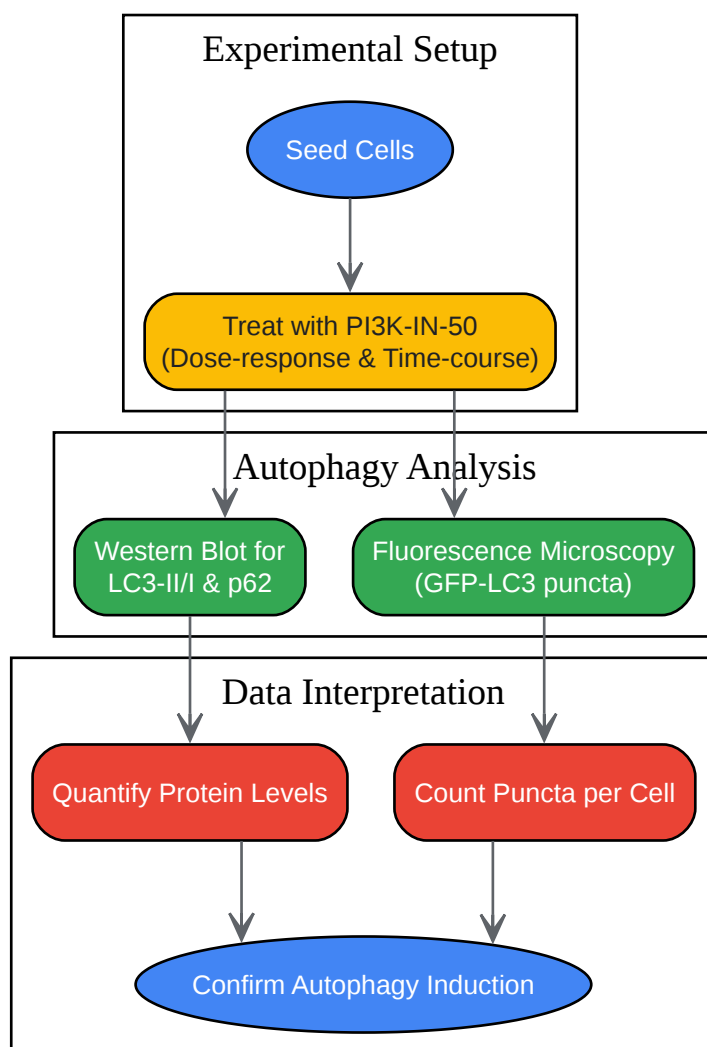 Experimental Setup
Seed Cells
Treat with PI3K-IN-50
(Dose-response & Time-course)
Autophagy Analysis
Western Blot for
LC3-II/I & p62
Fluorescence Microscopy
(GFP-LC3 puncta)
Data Interpretation
Quantify Protein Levels
Count Puncta per Cell
Confirm Autophagy Induction